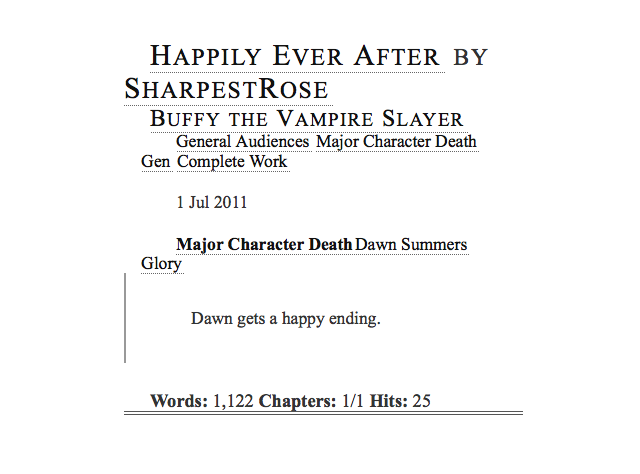 Happily Ever After by
SharpestRose
Buffy the Vampire Slayer
General Audiences Major Character Death
Gen Complete Work
1 Jul 2011
Major Character Death Dawn Summers
Glory
Dawn gets a happy ending.
Words: 1,122 Chapters: 1/1 Hits: 25